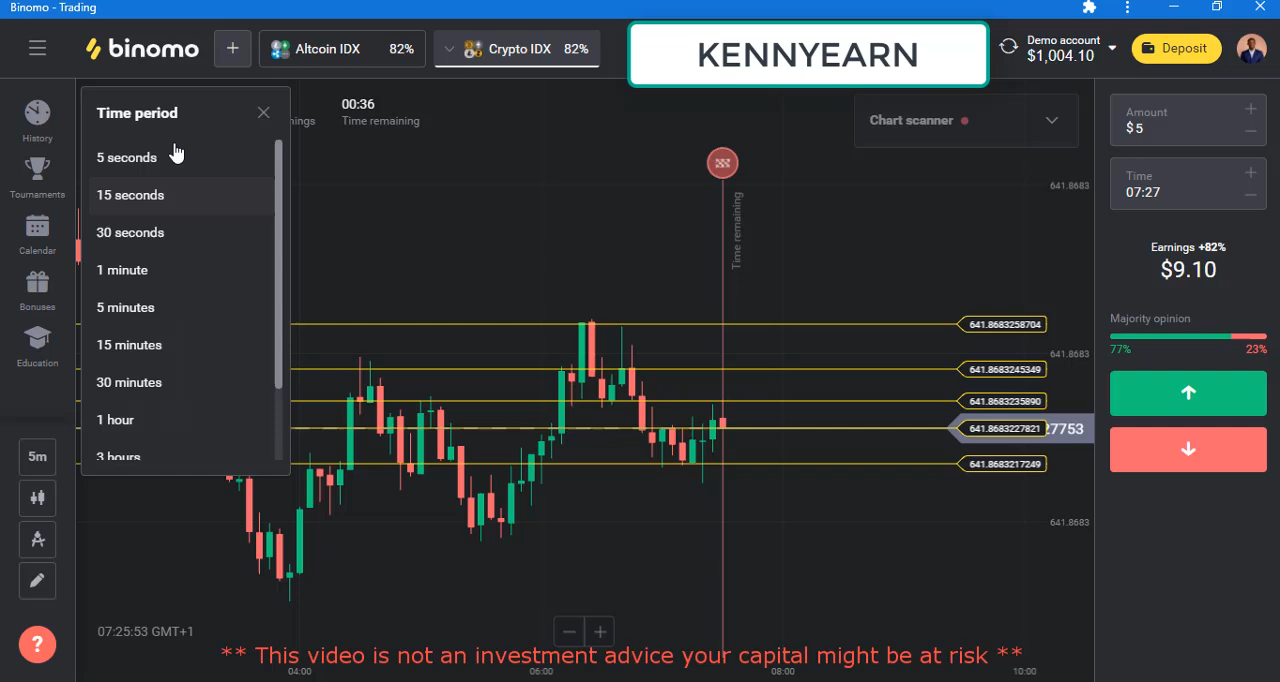 Binomo - Trading
binomo
+
Altcoin IDX 82%
Crypto IDX 82%
KENNYEARN
Demo account
$1,004.10
Deposit
History
Tournaments
Calendar
Bonuses
Education
5m
?
Time period
5 seconds
15 seconds
30 seconds
1 minute
5 minutes
15 minutes
30 minutes
1 hour
3 hours
00:36
Time remaining
Chart scanner
Time remaining
641.8683
641.8683258704
641.8683
641.8683245349
641.8683235890
641.8683227821
7753
641.8683217249
641.8683
Amount
$5
Time
07:27
Earnings +82%
$9.10
Majority opinion
77% 23%
07:25:53 GMT+1
** This video is not an investment advice your capital might be at risk **
04:00 06:00 08:00 10:00